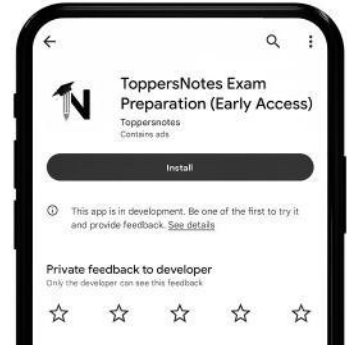 ToppersNotes Exam
Preparation (Early Access)
Toppersnotes
Contains ads
Install
This app is in development. Be one of the first to try it
and provide feedback. See details
Private feedback to developer
Only the developer can see this feedback